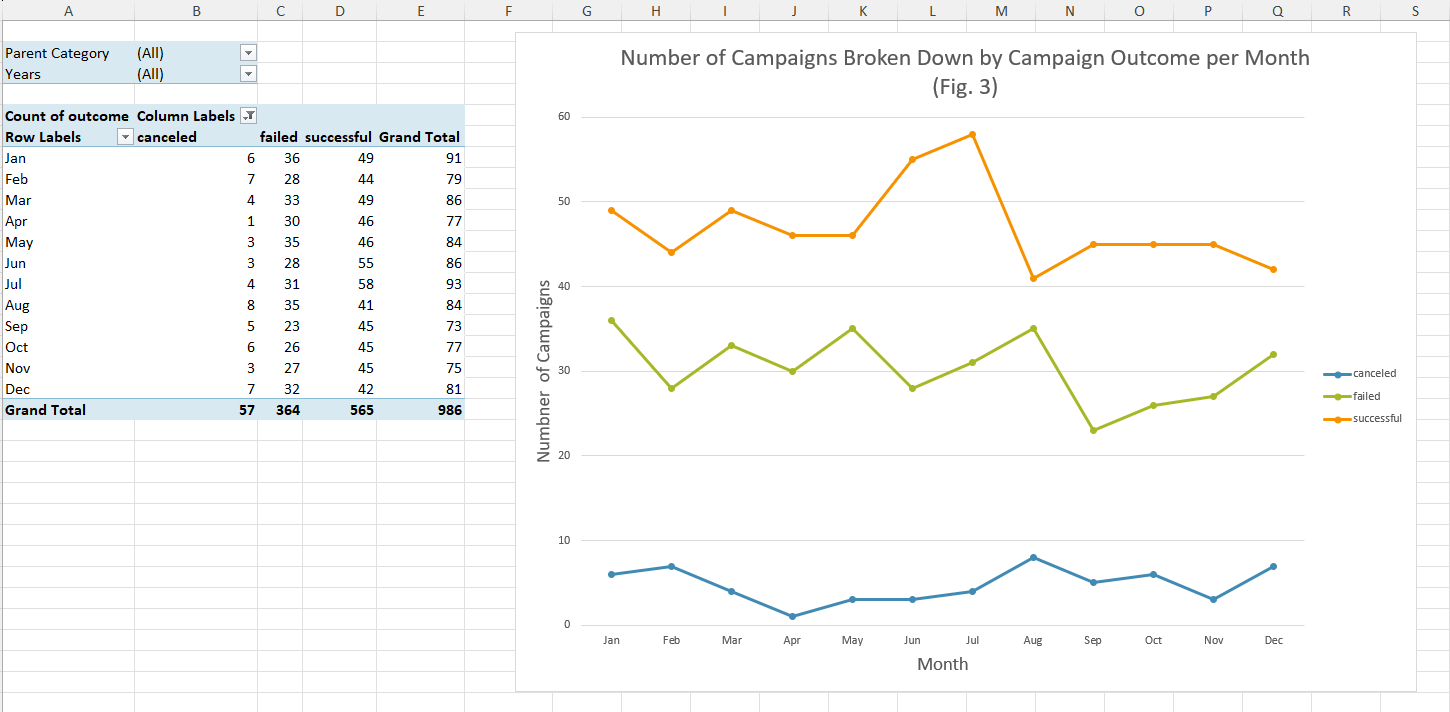 A B C D E F G H I J K L M N O P Q R S
Parent Category (All)
Years (All)
Count of outcome Column Labels
Row Labels canceled failed successful Grand Total
Jan 6 36 49 91
Feb 7 28 44 79
Mar 4 33 49 86
Apr 1 30 46 77
May 3 35 46 84
Jun 3 28 55 86
Jul 4 31 58 93
Aug 8 35 41 84
Sep 5 23 45 73
Oct 6 26 45 77
Nov 3 27 45 75
Dec 7 32 42 81
Grand Total 57 364 565 986
Number of Campaigns Broken Down by Campaign Outcome per Month
(Fig. 3)
60
50
40
30
20
10
0
Numbner of Campaigns
Jan Feb Mar Apr May Jun Jul Aug Sep Oct Nov Dec
Month
canceled
failed
successful